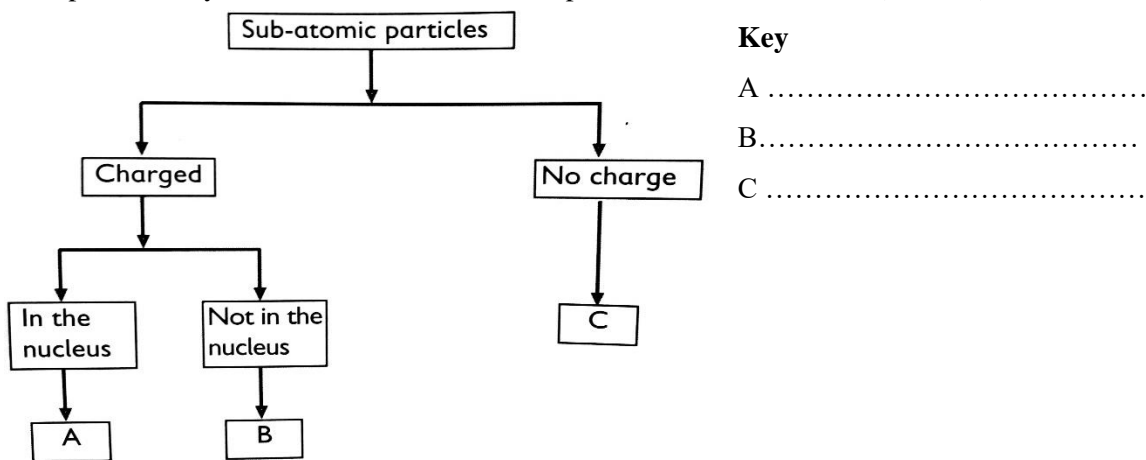 Sub-atomic particles
Key
A ……………………………………
B…………………………………
C ……………………………………
Charged
No charge
In the
nucleus
Not in the
nucleus
C
A
B